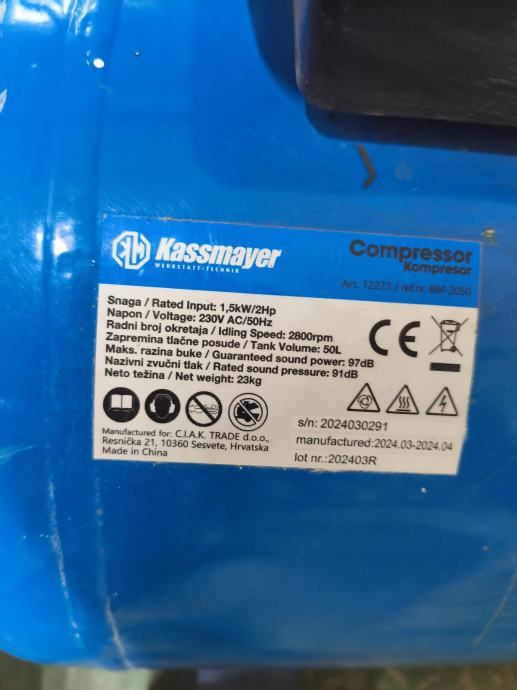 Kassmayer
WERKSTATT-TECHNIK
Compressor
Kompresor
Art. 12273 / ref.nr. BM-2050
Snaga / Rated Input: 1,5kW/2Hp
Napon / Voltage: 230V AC/50Hz
Radni broj okretaja / Idling Speed: 2800rpm
Zapremina tlačne posude / Tank Volume: 50L
Maks. razina buke / Guaranteed sound power: 97dB
Nazivni zvučni tlak / Rated sound pressure: 91dB
Neto težina / Net weight: 23kg
CE
Manufactured for: C.I.A.K. TRADE d.o.o.,
Resnička 21, 10360 Sesvete, Hrvatska
Made in China
s/n: 2024030291
manufactured:2024.03-2024.04
lot nr.:202403R